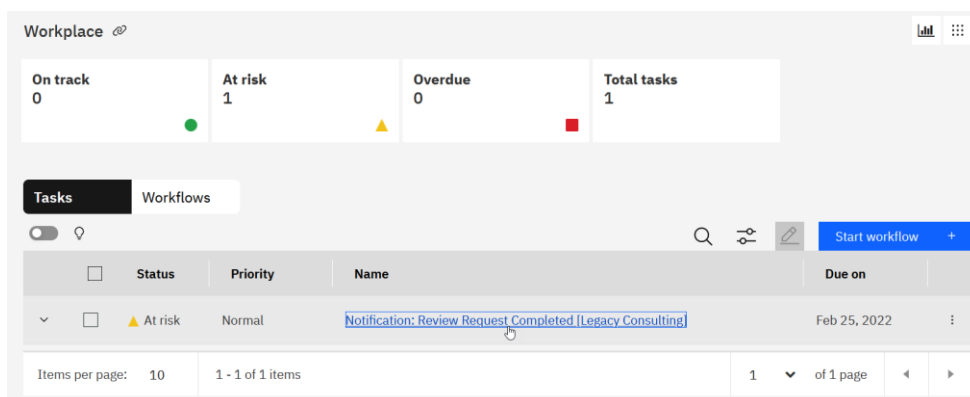 Workplace
On track At risk Overdue Total tasks
0 1 0 1
Tasks Workflows
Start workflow +
Status Priority Name Due on
At risk Normal Notification: Review Request Completed [Legacy Consulting] Feb 25, 2022
Items per page: 10 1 - 1 of 1 items 1 of 1 page